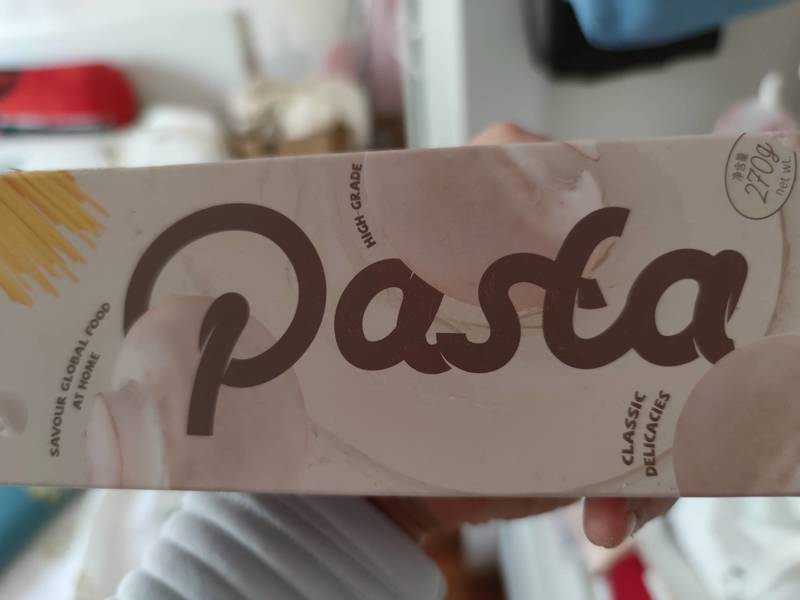 净含量
270g
net wt.
HIGH-GRADE
Pasta
SAVOUR GLOBAL FOOD
AT HOME
CLASSIC
DELICACIES